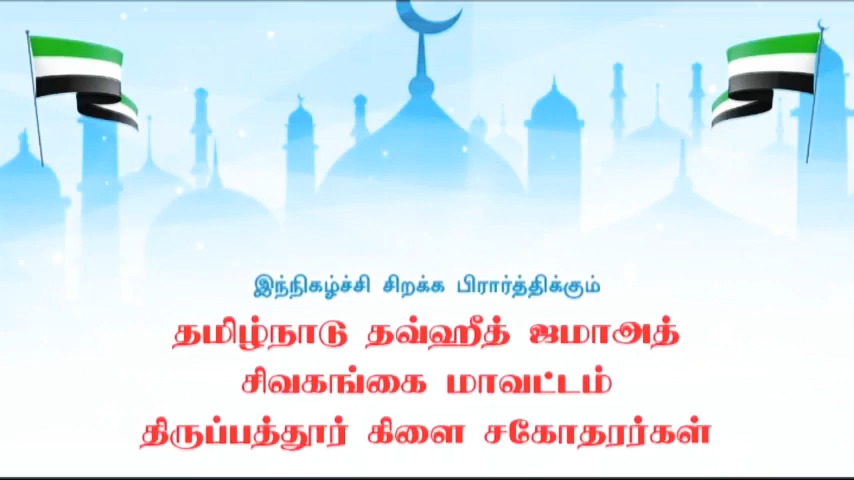 இந்நிகழ்ச்சி சிறக்க பிரார்த்திக்கும்
தமிழ்நாடு தவ்ஹீத் ஜமாஅத்
சிவகங்கை மாவட்டம்
திருப்பத்தூர் கிளை சகோதரர்கள்